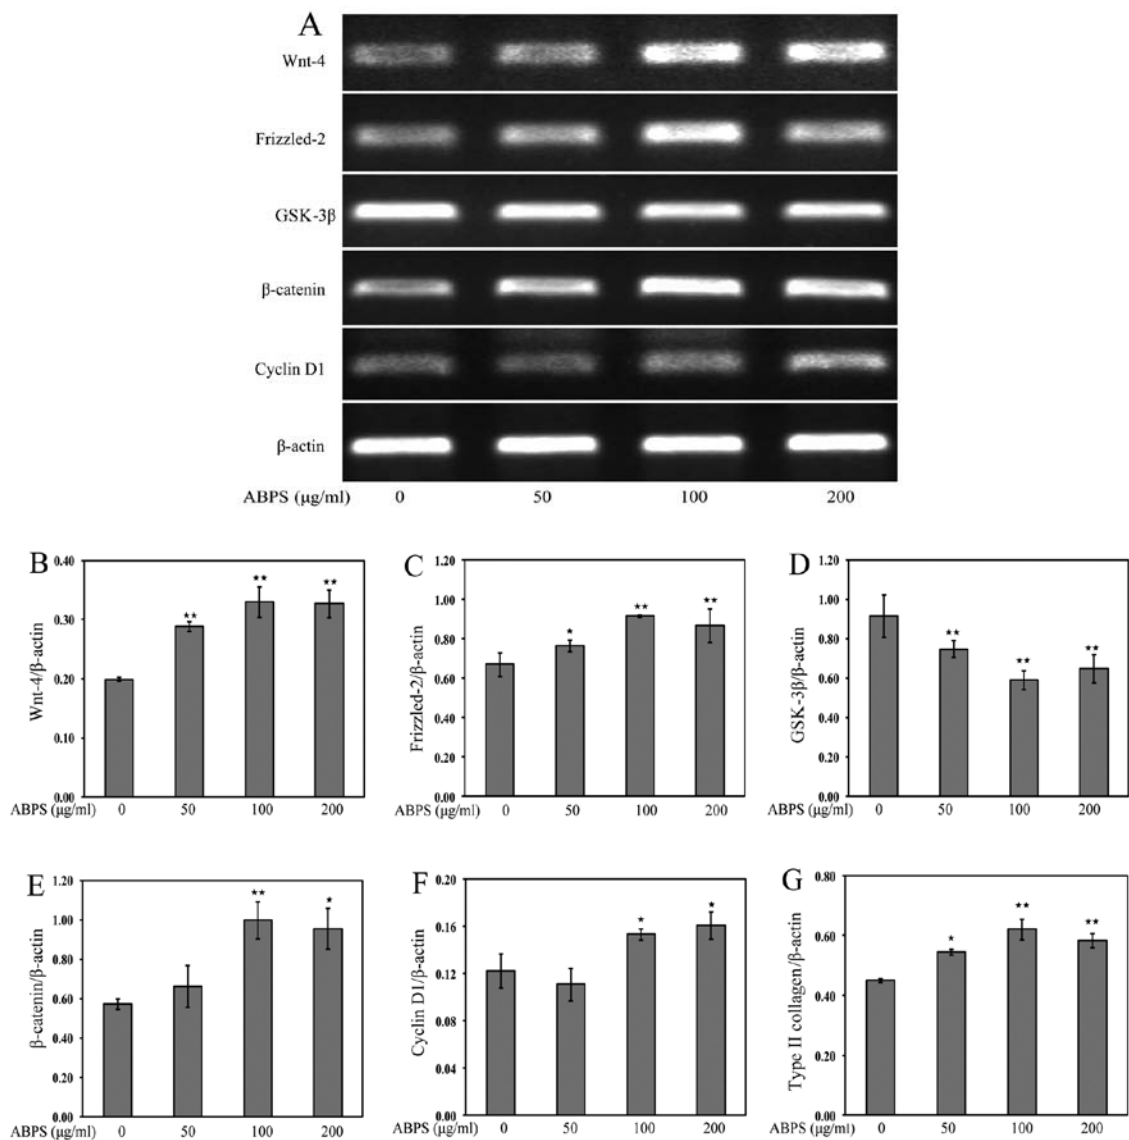 A
Wnt-4
Frizzled-2
GSK-3β
β-catenin
Cyclin D1
β-actin
ABPS (μg/ml) 0 50 100 200
B
Wnt-4/β-actin
0.40
0.30
0.20
0.10
0.00
★★ ★★ ★★
ABPS (μg/ml) 0 50 100 200
C
Frizzled-2/β-actin
1.20
1.00
0.80
0.60
0.40
0.20
0.00
★ ★★ ★★
ABPS (μg/ml) 0 50 100 200
D
GSK-3β/β-actin
1.20
1.00
0.80
0.60
0.40
0.20
0.00
★★ ★★ ★★
ABPS (μg/ml) 0 50 100 200
E
β-catenin/β-actin
1.20
1.00
0.80
0.60
0.40
0.20
0.00
★★ ★
ABPS (μg/ml) 0 50 100 200
F
Cyclin D1/β-actin
0.20
0.16
0.12
0.08
0.04
0.00
★ ★
ABPS (μg/ml) 0 50 100 200
G
Type II collagen/β-actin
0.80
0.60
0.40
0.20
0.00
★ ★★ ★★
ABPS (μg/ml) 0 50 100 200